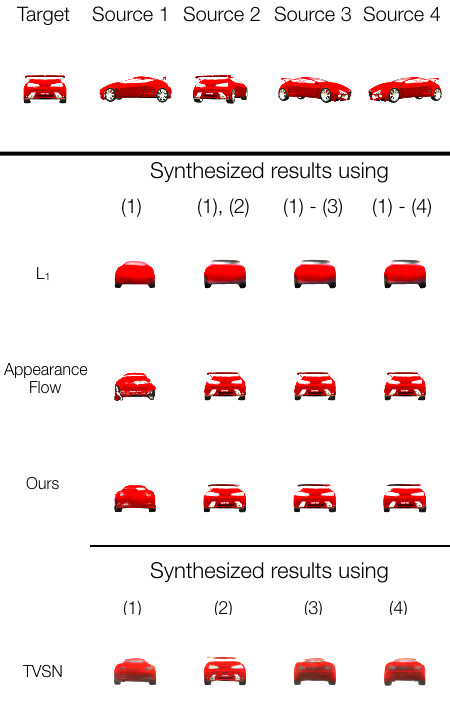 Target Source 1 Source 2 Source 3 Source 4
Synthesized results using
(1) (1), (2) (1) - (3) (1) - (4)
L₁
Appearance
Flow
Ours
Synthesized results using
(1) (2) (3) (4)
TVSN